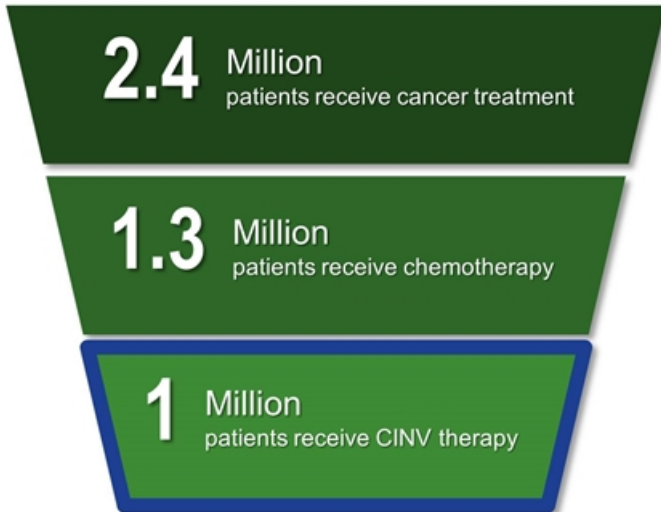 2.4 Million
patients receive cancer treatment
1.3 Million
patients receive chemotherapy
1 Million
patients receive CINV therapy